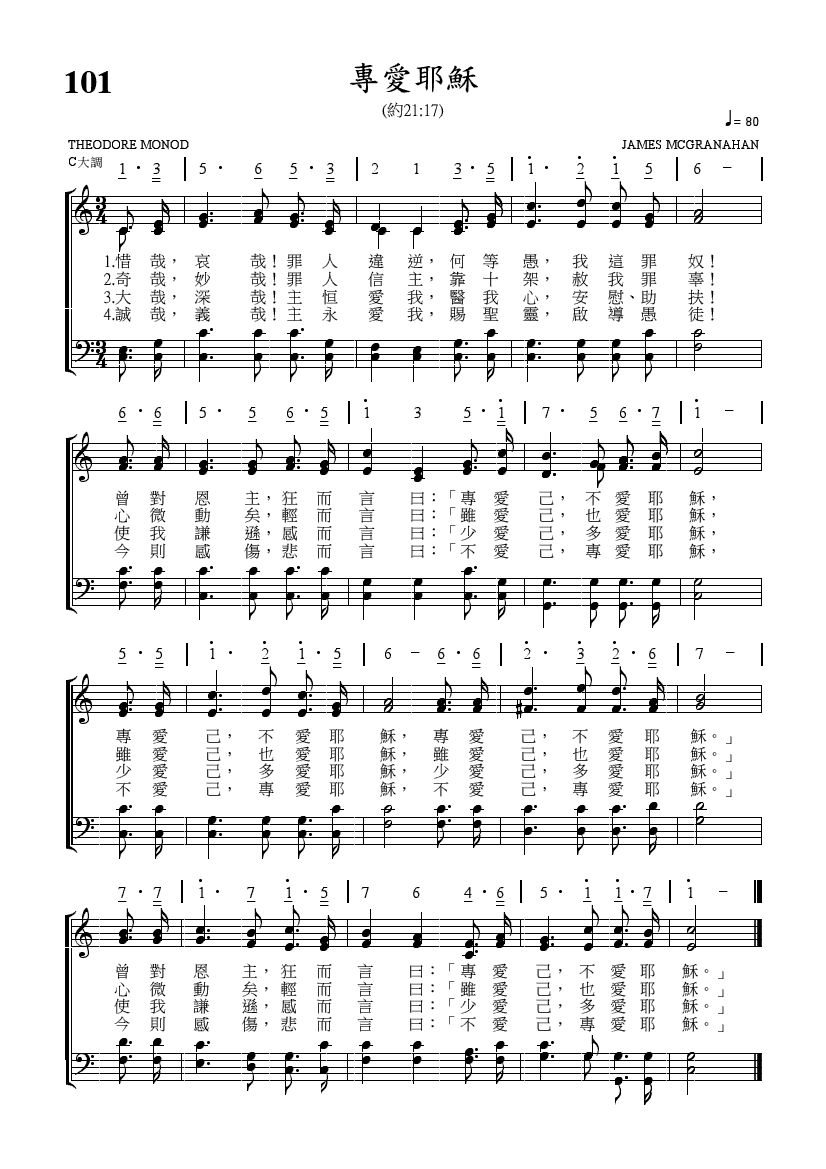 101
專愛耶穌
(約21:17)
♩= 80
THEODORE MONOD
JAMES MCGRANAHAN
C大調
1 · 3 | 5 · 6 5 · 3 | 2 1 3 · 5 | 1 · 2 1 5 | 6 – |
3 4
1.惜哉，哀哉！罪人違逆，何等愚，我這罪奴！
2.奇哉，妙哉！罪人信主，靠十架，赦我罪辜！
3.大哉，深哉！主恒愛我，醫我心，安慰、助扶！
4.誠哉，義哉！主永愛我，賜聖靈，啟導愚徒！
3 4
6 · 6 | 5 · 5 6 · 5 | 1 3 5 · 1 | 7 · 5 6 · 7 | 1 – |
曾對恩主，狂而言曰：「專愛己，不愛耶穌，
心微動矣，輕而言曰：「雖愛己，也愛耶穌，
使我謙遜，感而言曰：「少愛己，多愛耶穌，
今則感傷，悲而言曰：「不愛己，專愛耶穌，
5 · 5 | 1 · 2 1 · 5 | 6 – 6 · 6 | 2 · 3 2 · 6 | 7 – |
專愛己，不愛耶穌，專愛己，不愛耶穌。」
雖愛己，也愛耶穌，雖愛己，也愛耶穌。」
少愛己，多愛耶穌，少愛己，多愛耶穌。」
不愛己，專愛耶穌，不愛己，專愛耶穌。」
7 · 7 | 1 · 7 1 · 5 | 7 6 4 · 6 | 5 · 1 1 · 7 | 1 –
曾對恩主，狂而言曰：「專愛己，不愛耶穌。」
心微動矣，輕而言曰：「雖愛己，也愛耶穌。」
使我謙遜，感而言曰：「少愛己，多愛耶穌。」
今則感傷，悲而言曰：「不愛己，專愛耶穌。」